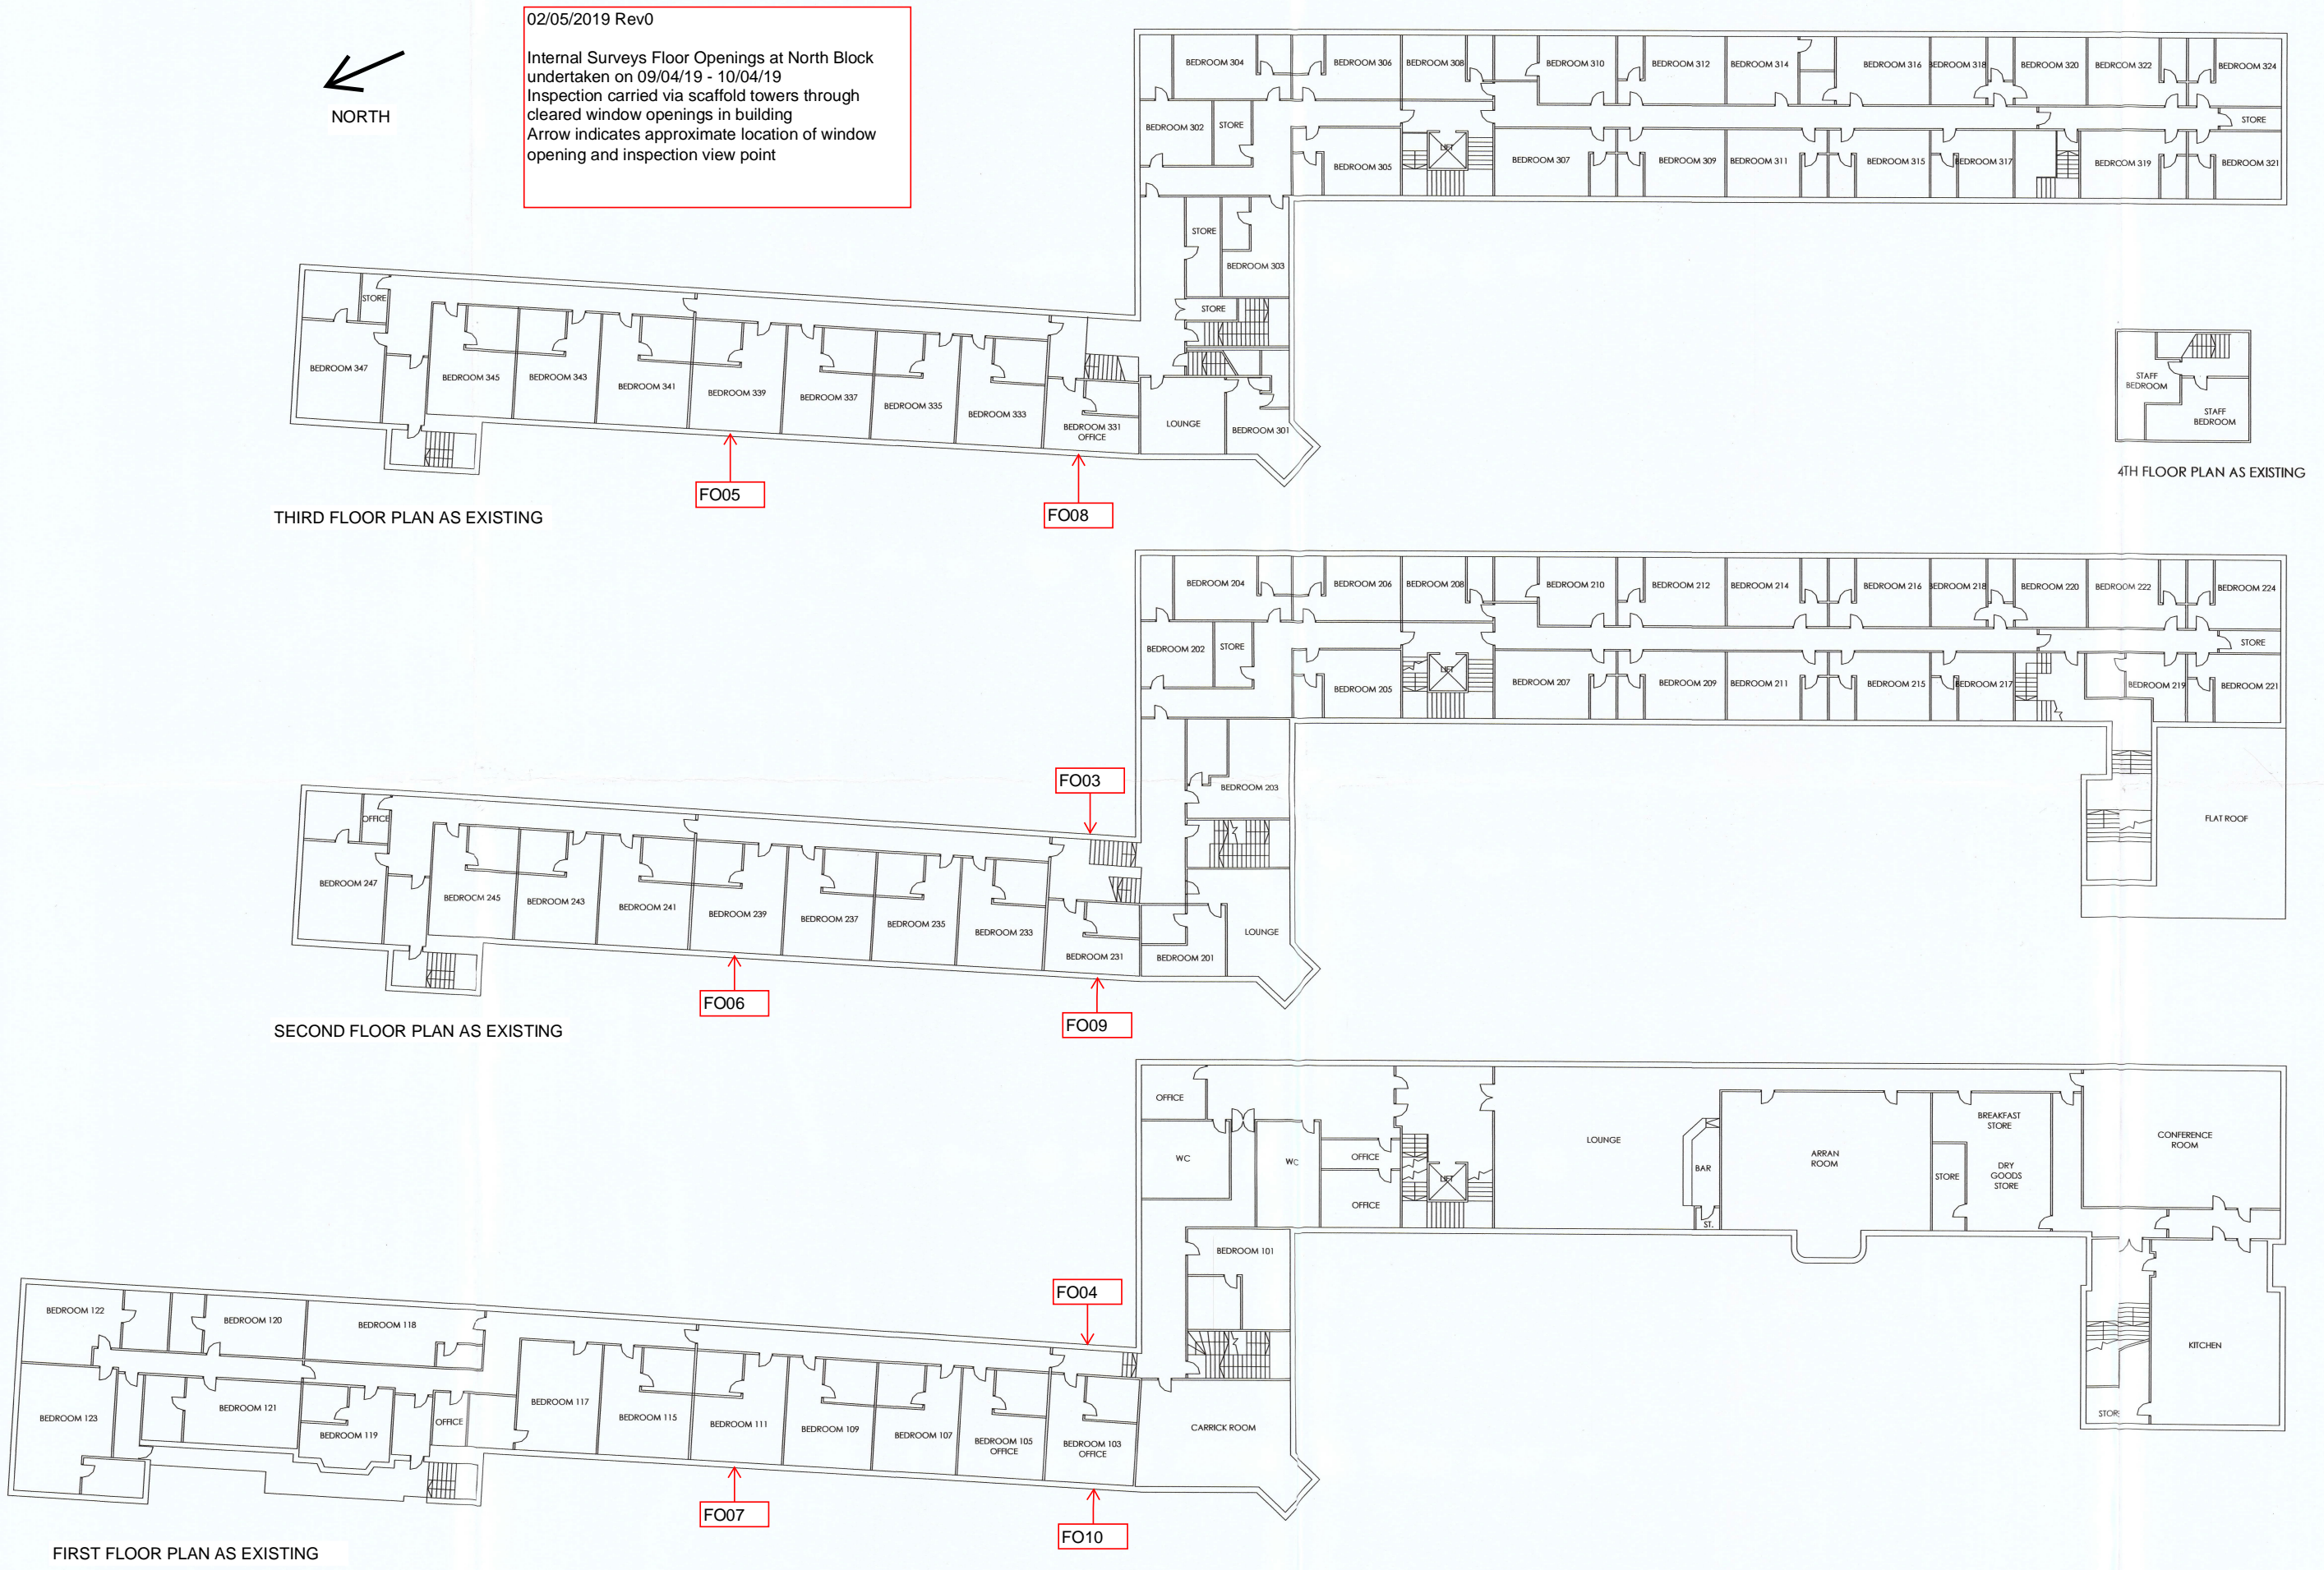 02/05/2019 Rev0
Internal Surveys Floor Openings at North Block
undertaken on 09/04/19 - 10/04/19
Inspection carried via scaffold towers through
cleared window openings in building
Arrow indicates approximate location of window
opening and inspection view point
NORTH
BEDROOM 304
BEDROOM 306
BEDROOM 308
BEDROOM 310
BEDROOM 312
BEDROOM 314
BEDROOM 316
BEDROOM 318
BEDROOM 320
BEDROOM 322
BEDROOM 324
BEDROOM 302
STORE
STORE
LIFT
BEDROOM 305
BEDROOM 307
BEDROOM 309
BEDROOM 311
BEDROOM 315
BEDROOM 317
BEDROOM 319
BEDROOM 321
STORE
BEDROOM 303
STORE
STORE
BEDROOM 347
BEDROOM 345
BEDROOM 343
BEDROOM 341
BEDROOM 339
BEDROOM 337
BEDROOM 335
BEDROOM 333
BEDROOM 331
OFFICE
LOUNGE
BEDROOM 301
STAFF
BEDROOM
STAFF
BEDROOM
4TH FLOOR PLAN AS EXISTING
FO05
FO08
THIRD FLOOR PLAN AS EXISTING
BEDROOM 204
BEDROOM 206
BEDROOM 208
BEDROOM 210
BEDROOM 212
BEDROOM 214
BEDROOM 216
BEDROOM 218
BEDROOM 220
BEDROOM 222
BEDROOM 224
BEDROOM 202
STORE
STORE
LIFT
BEDROOM 205
BEDROOM 207
BEDROOM 209
BEDROOM 211
BEDROOM 215
BEDROOM 217
BEDROOM 219
BEDROOM 221
FO03
BEDROOM 203
OFFICE
FLAT ROOF
BEDROOM 247
BEDROOM 245
BEDROOM 243
BEDROOM 241
BEDROOM 239
BEDROOM 237
BEDROOM 235
BEDROOM 233
BEDROOM 231
BEDROOM 201
LOUNGE
FO06
FO09
SECOND FLOOR PLAN AS EXISTING
OFFICE
WC
WC
OFFICE
OFFICE
LIFT
LOUNGE
BAR
ST.
ARRAN
ROOM
BREAKFAST
STORE
STORE
DRY
GOODS
STORE
CONFERENCE
ROOM
BEDROOM 101
FO04
KITCHEN
STORE
BEDROOM 122
BEDROOM 120
BEDROOM 118
BEDROOM 123
BEDROOM 121
BEDROOM 119
OFFICE
BEDROOM 117
BEDROOM 115
BEDROOM 111
BEDROOM 109
BEDROOM 107
BEDROOM 105
OFFICE
BEDROOM 103
OFFICE
CARRICK ROOM
FO07
FO10
FIRST FLOOR PLAN AS EXISTING